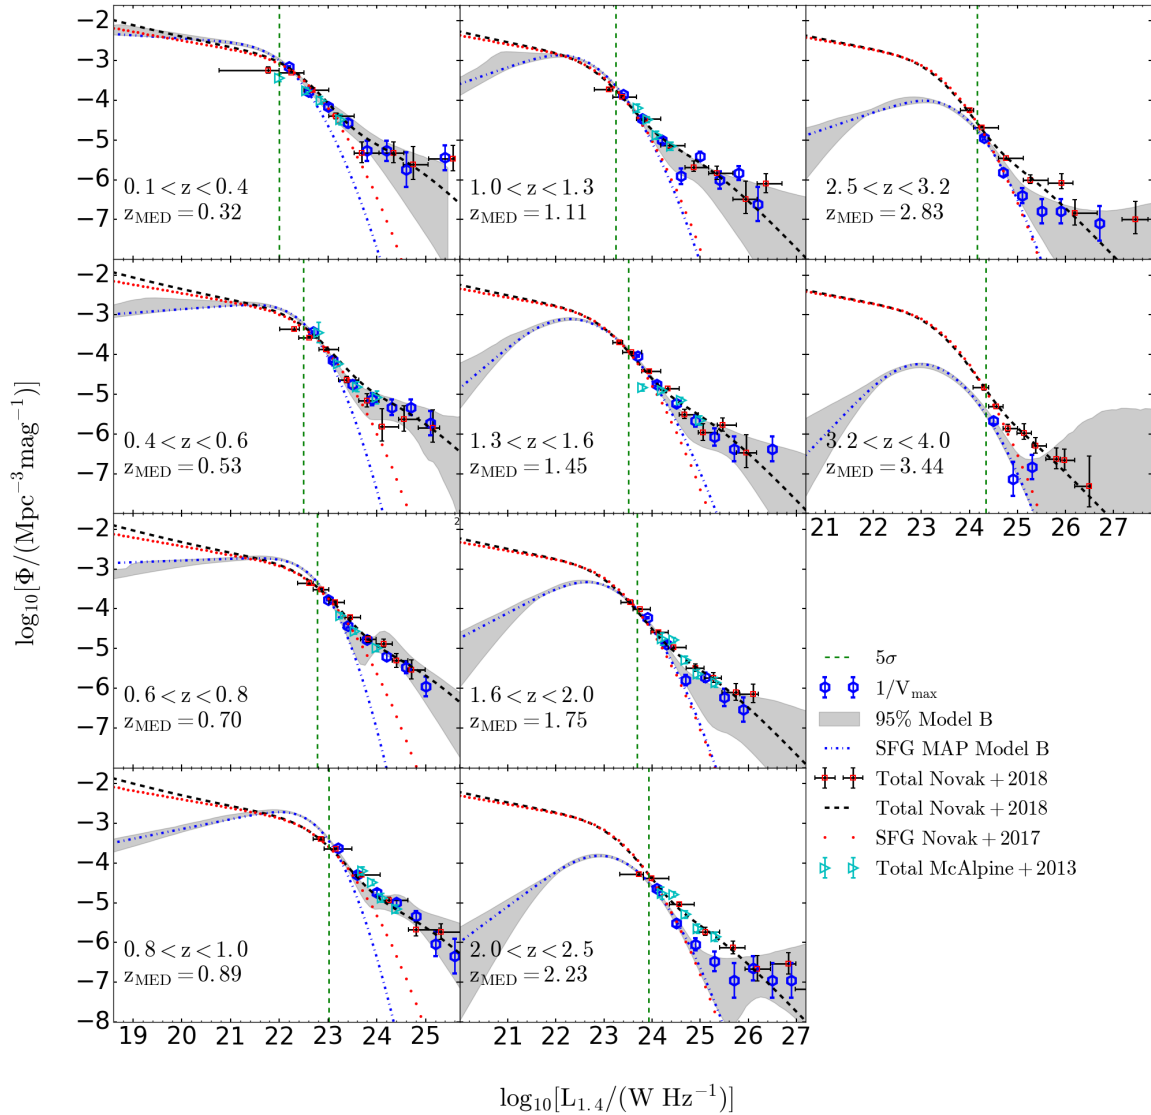 log₁₀[Φ/(Mpc⁻³mag⁻¹)]
−2
−3
−4
−5
−6
−7
0.1<z<0.4
z_MED=0.32
1.0<z<1.3
z_MED=1.11
2.5<z<3.2
z_MED=2.83
−2
−3
−4
−5
−6
−7
0.4<z<0.6
z_MED=0.53
1.3<z<1.6
z_MED=1.45
3.2<z<4.0
z_MED=3.44
21 22 23 24 25 26 27
2
−2
−3
−4
−5
−6
−7
0.6<z<0.8
z_MED=0.70
1.6<z<2.0
z_MED=1.75
−2
−3
−4
−5
−6
−7
−8
0.8<z<1.0
z_MED=0.89
2.0<z<2.5
z_MED=2.23
19 20 21 22 23 24 25
21 22 23 24 25 26 27
5σ
1/V_max
95% Model B
SFG MAP Model B
Total Novak+2018
Total Novak+2018
SFG Novak+2017
Total McAlpine+2013
log₁₀[L₁.₄/(W Hz⁻¹)]